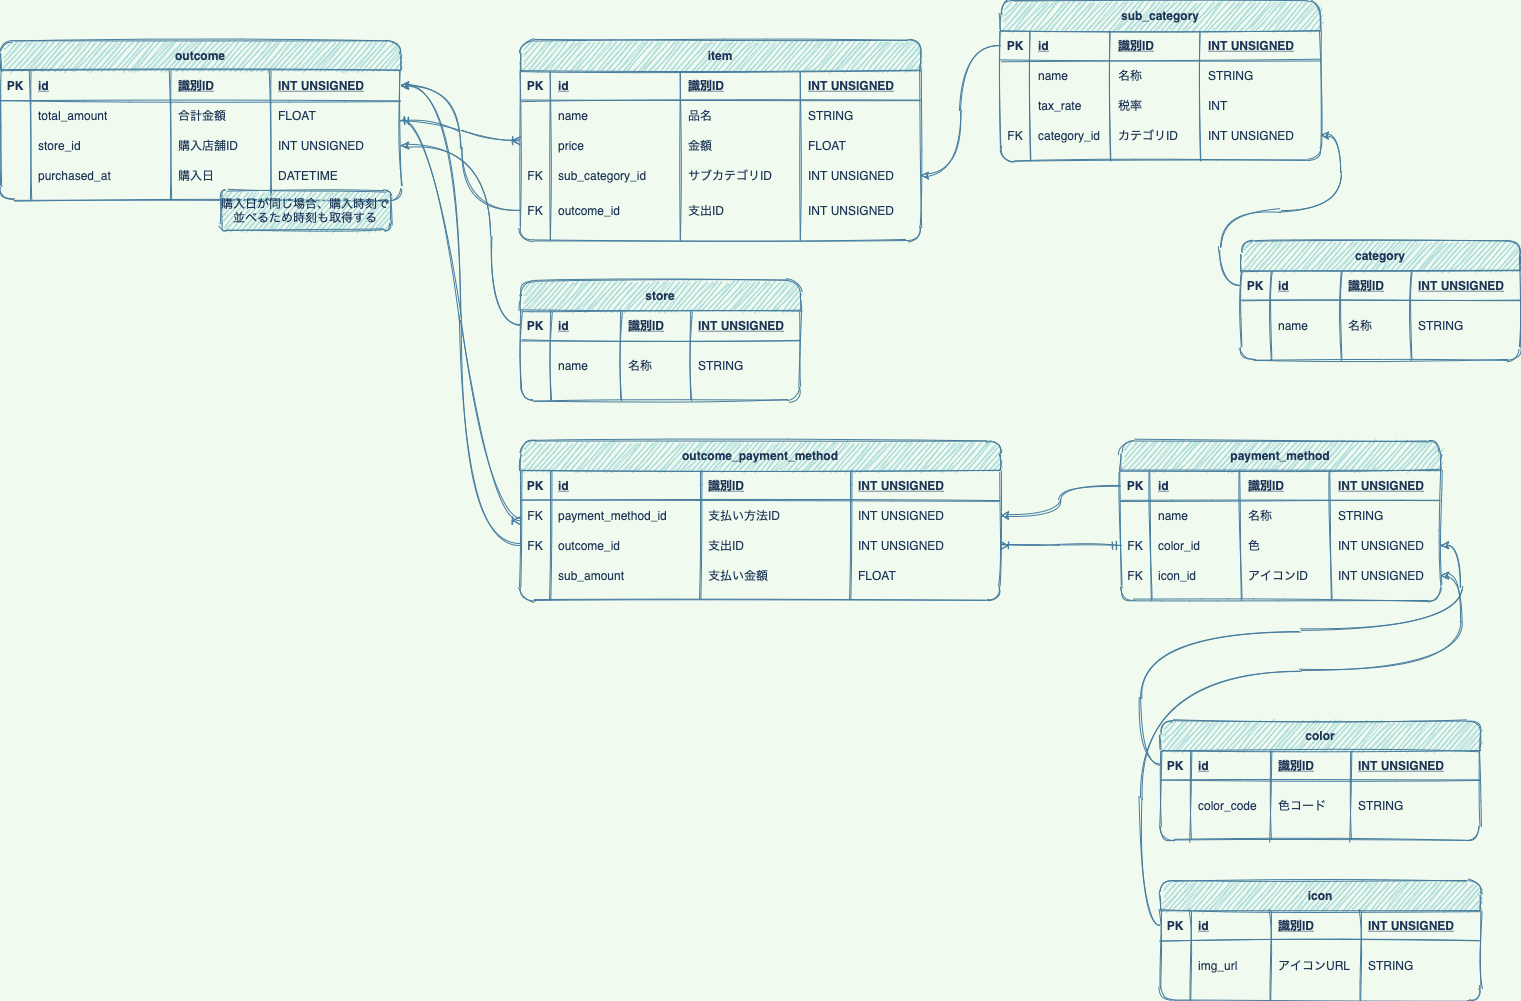 outcome
PK id 識別ID INT UNSIGNED
total_amount 合計金額 FLOAT
store_id 購入店舗ID INT UNSIGNED
purchased_at 購入日 DATETIME
購入日が同じ場合、購入時刻で
並べるため時刻も取得する
item
PK id 識別ID INT UNSIGNED
name 品名 STRING
price 金額 FLOAT
FK sub_category_id サブカテゴリID INT UNSIGNED
FK outcome_id 支出ID INT UNSIGNED
sub_category
PK id 識別ID INT UNSIGNED
name 名称 STRING
tax_rate 税率 INT
FK category_id カテゴリID INT UNSIGNED
category
PK id 識別ID INT UNSIGNED
name 名称 STRING
store
PK id 識別ID INT UNSIGNED
name 名称 STRING
outcome_payment_method
PK id 識別ID INT UNSIGNED
FK payment_method_id 支払い方法ID INT UNSIGNED
FK outcome_id 支出ID INT UNSIGNED
sub_amount 支払い金額 FLOAT
payment_method
PK id 識別ID INT UNSIGNED
name 名称 STRING
FK color_id 色 INT UNSIGNED
FK icon_id アイコンID INT UNSIGNED
color
PK id 識別ID INT UNSIGNED
color_code 色コード STRING
icon
PK id 識別ID INT UNSIGNED
img_url アイコンURL STRING